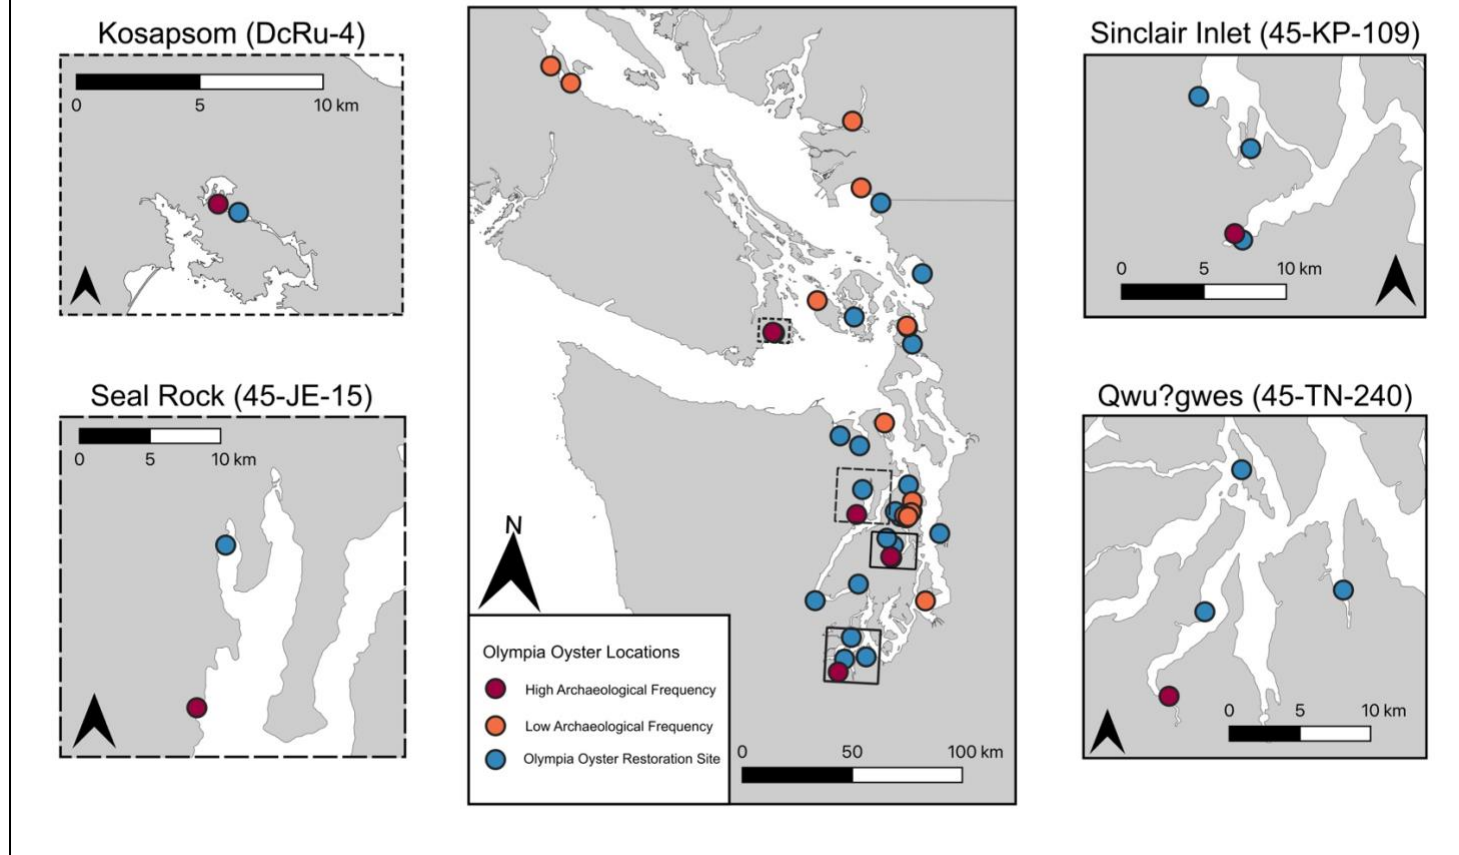 Kosapsom (DcRu-4)
0 5 10 km
Seal Rock (45-JE-15)
0 5 10 km
N
Olympia Oyster Locations
High Archaeological Frequency
Low Archaeological Frequency
Olympia Oyster Restoration Site
0 50 100 km
Sinclair Inlet (45-KP-109)
0 5 10 km
Qwu?gwes (45-TN-240)
0 5 10 km